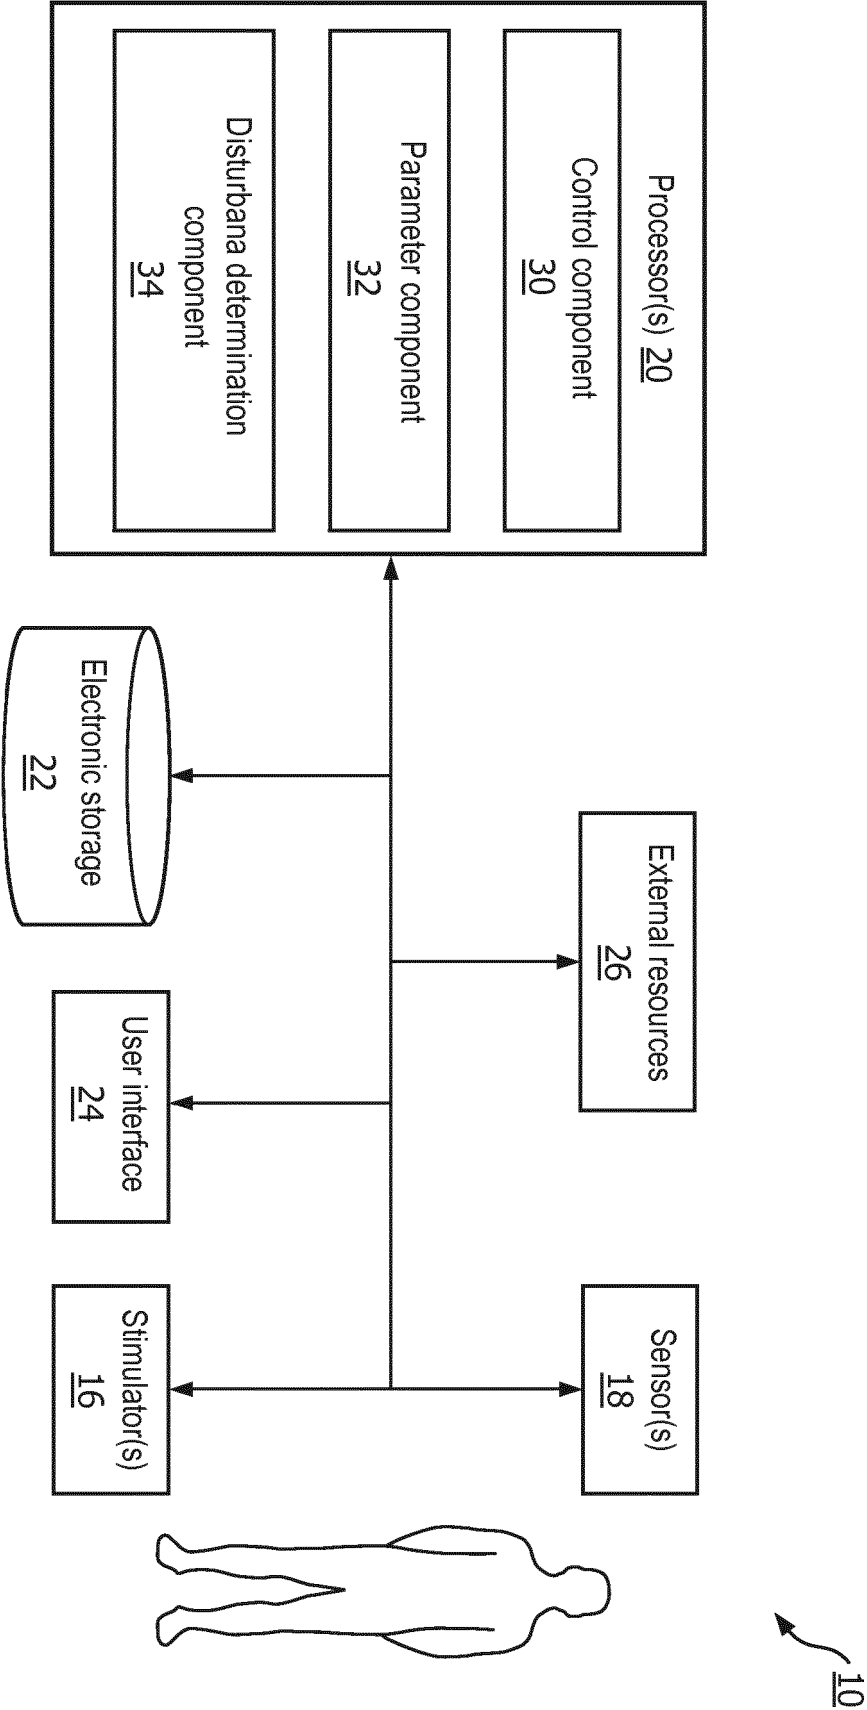 10
Processor(s) 20
Control component
30
Parameter component
32
Disturbana determination
component
34
External resources
26
Sensor(s)
18
Electronic storage
22
User interface
24
Stimulator(s)
16